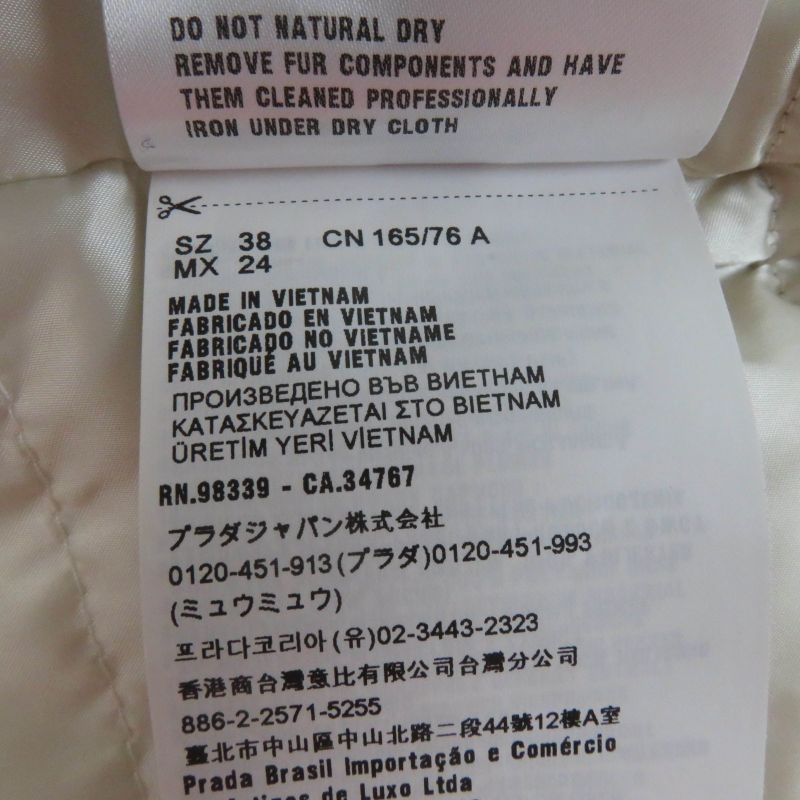 DO NOT NATURAL DRY
REMOVE FUR COMPONENTS AND HAVE
THEM CLEANED PROFESSIONALLY
IRON UNDER DRY CLOTH
SZ 38 CN 165/76 A
MX 24
MADE IN VIETNAM
FABRICADO EN VIETNAM
FABRICADO NO VIETNAME
FABRIQUÉ AU VIETNAM
ПРОИЗВЕДЕНО ВЪВ ВИЕТНАМ
ΚΑΤΑΣΚΕΥΑΖΕΤΑΙ ΣΤΟ ΒΙΕΤΝΑΜ
ÜRETİM YERİ VİETNAM
RN.98339 - CA.34767
プラダジャパン株式会社
0120-451-913(プラダ)0120-451-993
(ミュウミュウ)
프라다코리아(유)02-3443-2323
香港商台灣意比有限公司台灣分公司
886-2-2571-5255
臺北市中山區中山北路二段44號12樓A室
Prada Brasil Importação e Comércio
de Luxo Ltda